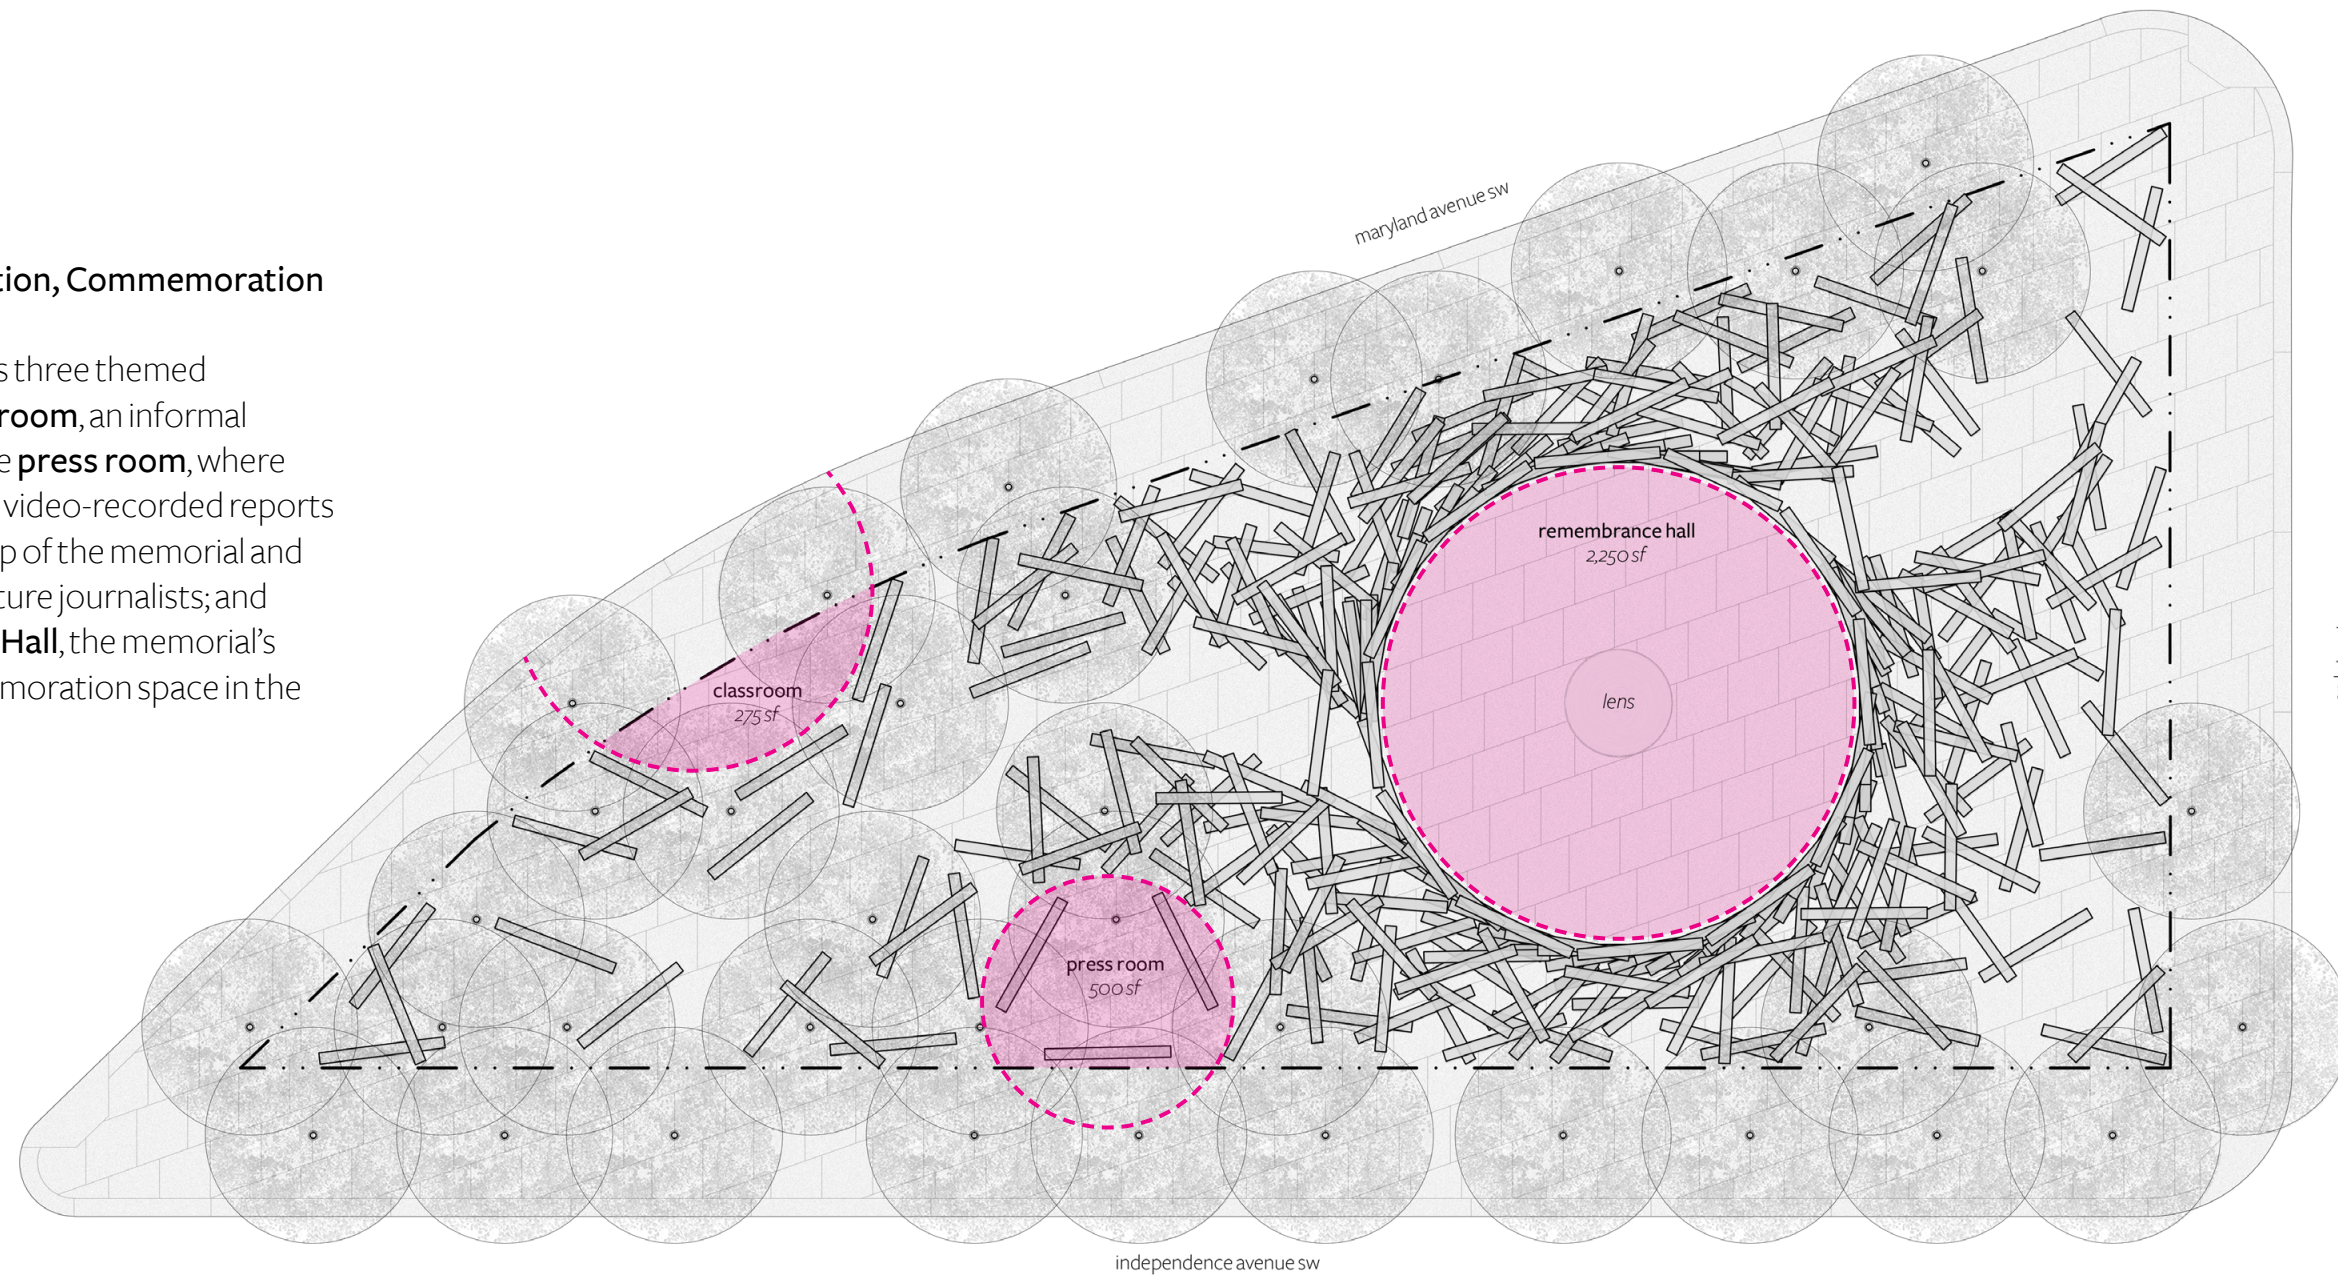 tion, Commemoration
s three themed
room, an informal
e press room, where
video-recorded reports
p of the memorial and
ture journalists; and
Hall, the memorial’s
moration space in the
maryland avenue sw
remembrance hall
2,250 sf
lens
classroom
275 sf
press room
500 sf
independence avenue sw